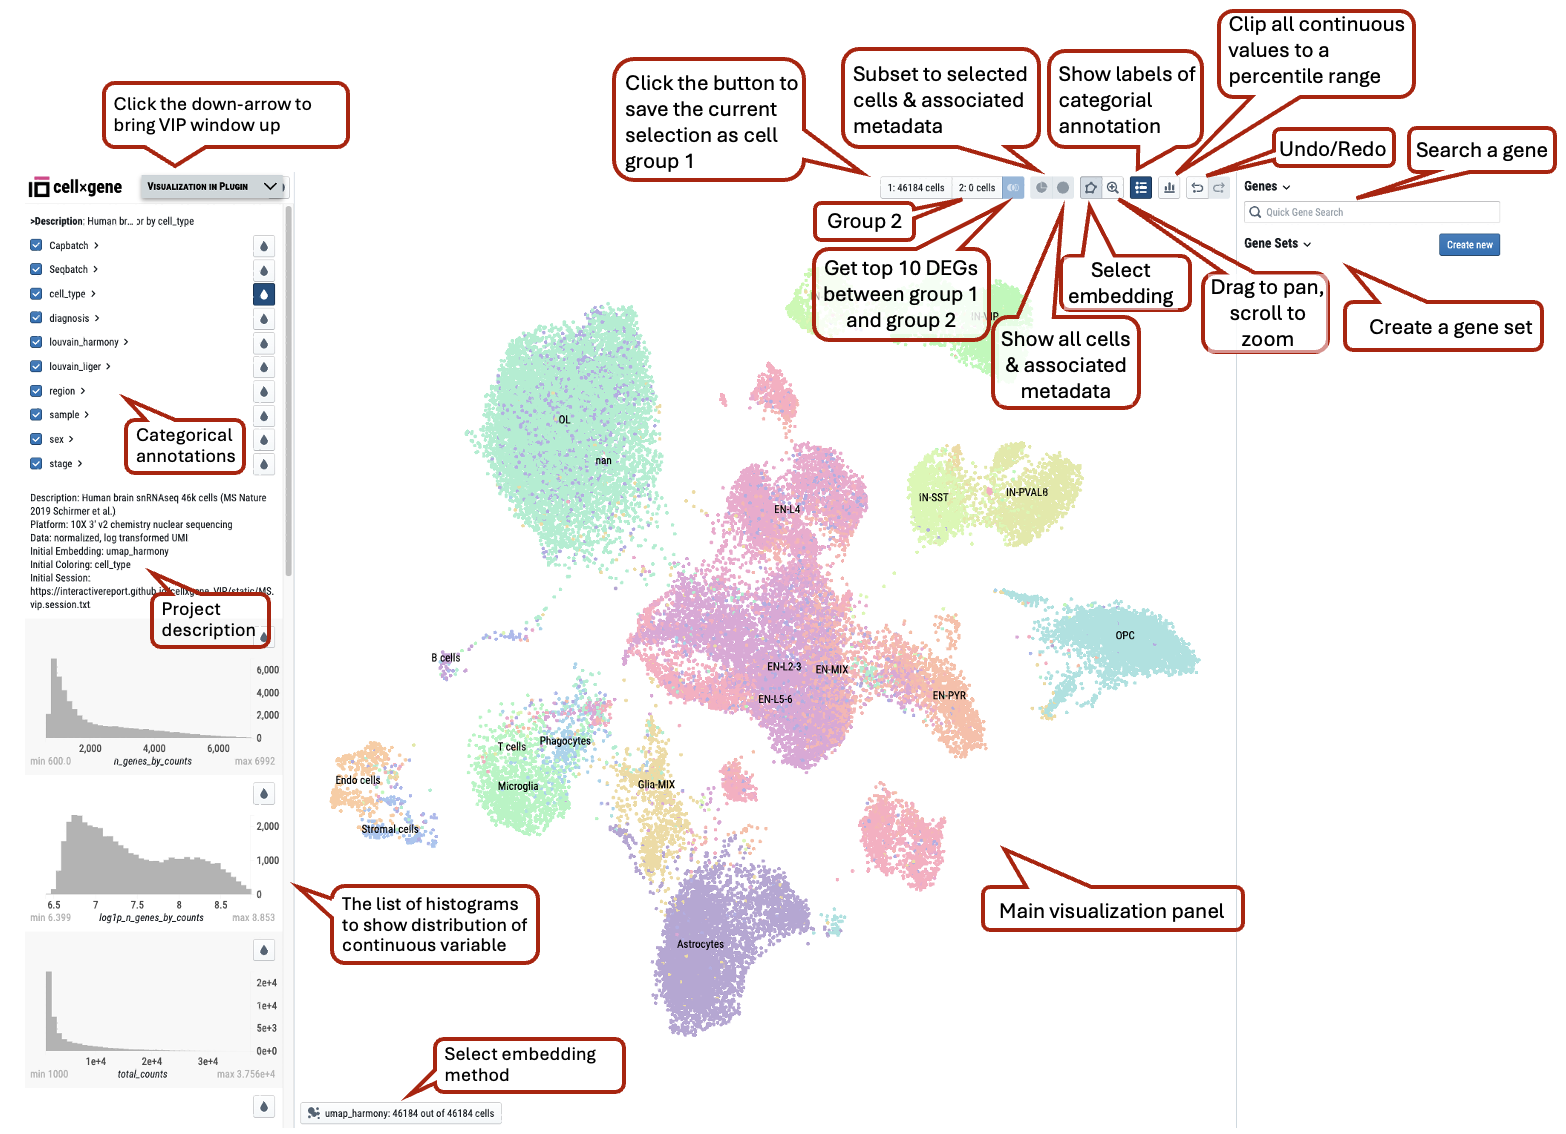 Clip all continuous
values to a
percentile range
Click the button to
save the current
selection as cell
group 1
Subset to selected
cells & associated
metadata
Show labels of
categorial
annotation
Click the down-arrow to
bring VIP window up
Undo/Redo
Search a gene
cell×gene
Visualization in Plugin
1: 46184 cells
2: 0 cells
Genes
Quick Gene Search
Gene Sets
Create new
Group 2
Get top 10 DEGs
between group 1
and group 2
Select
embedding
Drag to pan,
scroll to
zoom
Show all cells
& associated
metadata
Create a gene set
>Description: Human br... or by cell_type
Capbatch
Seqbatch
cell_type
diagnosis
louvain_harmony
louvain_liger
region
sample
sex
stage
Categorical
annotations
Description: Human brain snRNAseq 46k cells (MS Nature
2019 Schirmer et al.)
Platform: 10X 3' v2 chemistry nuclear sequencing
Data: normalized, log transformed UMI
Initial Embedding: umap_harmony
Initial Coloring: cell_type
Initial Session:
https://interactivereport.github.io/cellxgene_VIP/static/MS.
vip.session.txt
Project
description
6,000
4,000
2,000
0
2,000
4,000
6,000
min 600.0
n_genes_by_counts
max 6992
2,000
1,000
0
6.5
7
7.5
8
8.5
min 6.399
log1p_n_genes_by_counts
max 8.853
2e+4
1e+4
5e+3
0e+0
1e+4
2e+4
3e+4
min 1000
total_counts
max 3.756e+4
IN-VIP
OL
nan
EN-L4
IN-SST
IN-PVALB
OPC
B cells
EN-L2-3
EN-MIX
EN-L5-6
EN-PYR
T cells
Phagocytes
Endo cells
Microglia
Glia-MIX
Stromal cells
Astrocytes
The list of histograms
to show distribution of
continuous variable
Main visualization panel
Select embedding
method
umap_harmony: 46184 out of 46184 cells